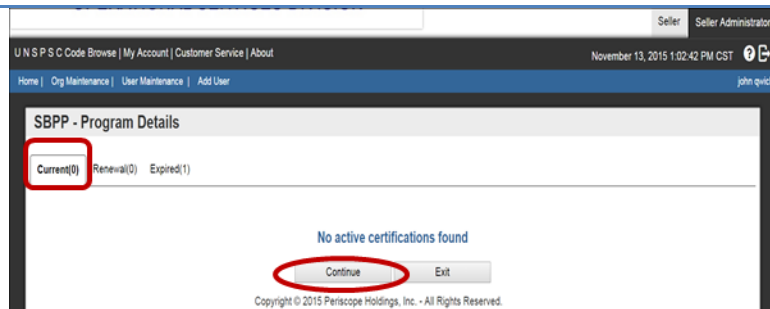 Seller Seller Administrator
U N S P S C Code Browse | My Account | Customer Service | About
November 13, 2015 1:02:42 PM CST
Home | Org Maintenance | User Maintenance | Add User
john qwic
SBPP - Program Details
Current(0) Renewal(0) Expired(1)
No active certifications found
Continue Exit
Copyright © 2015 Periscope Holdings, Inc. - All Rights Reserved.